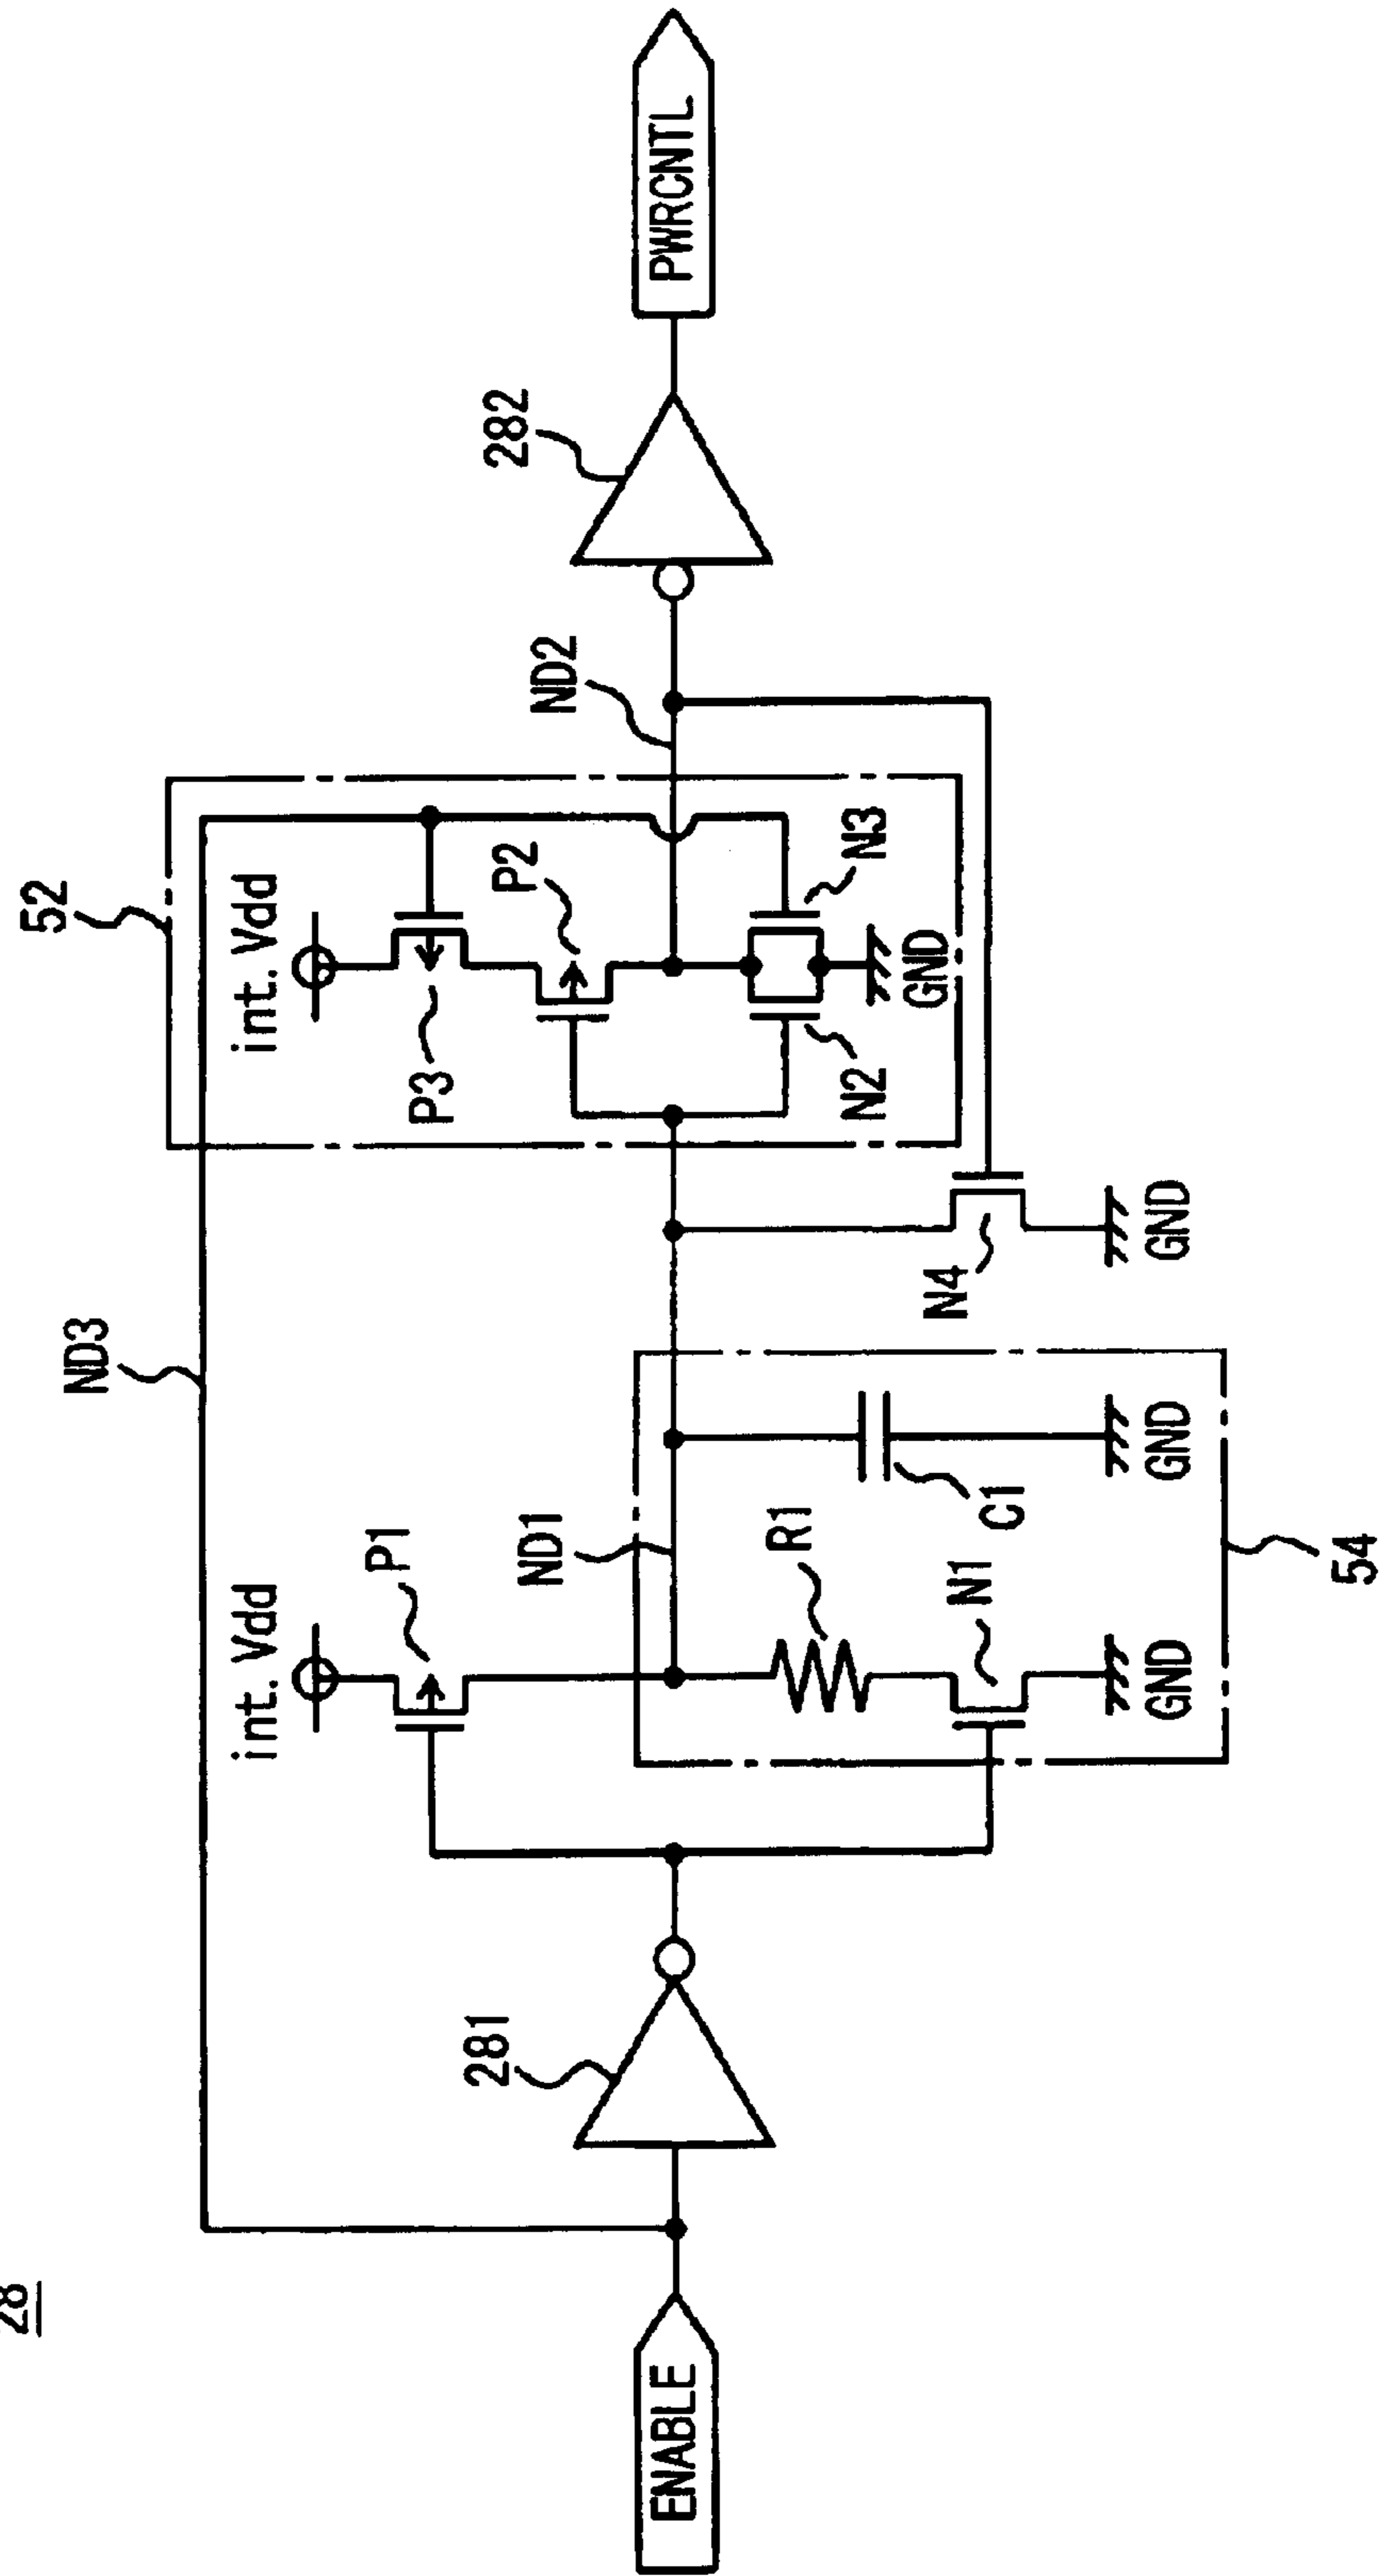 28
ENABLE
281
ND3
int. Vdd
P1
ND1
R1
N1
GND
C1
GND
54
N4
GND
52
int. Vdd
P3
P2
N2
N3
GND
ND2
282
PWRCNTL